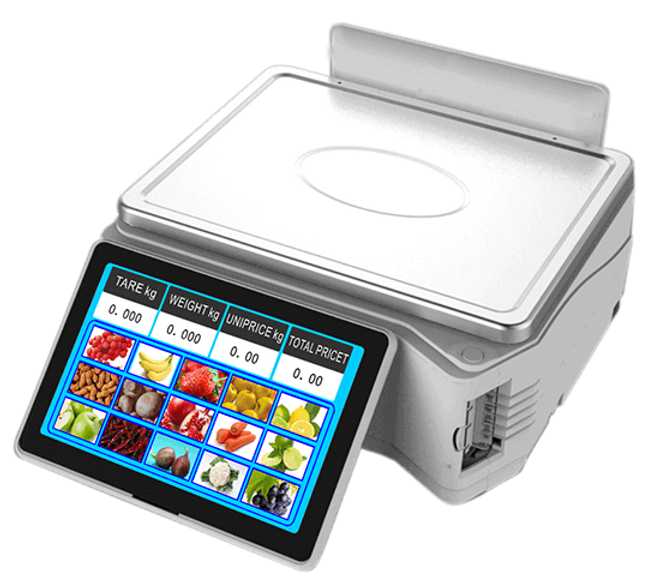 TARE kg WEIGHT kg UNIPRICE kg TOTAL PRICET
0. 000 0. 000 0. 00 0. 00